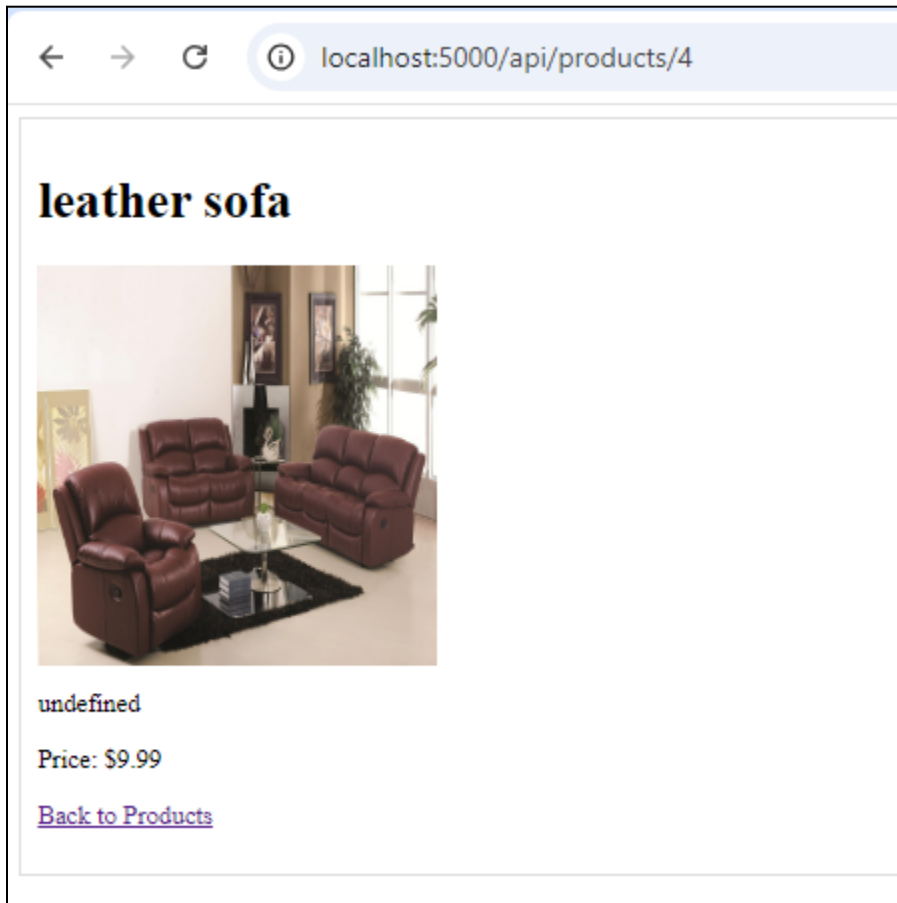 localhost:5000/api/products/4
leather sofa
undefined
Price: $9.99
Back to Products